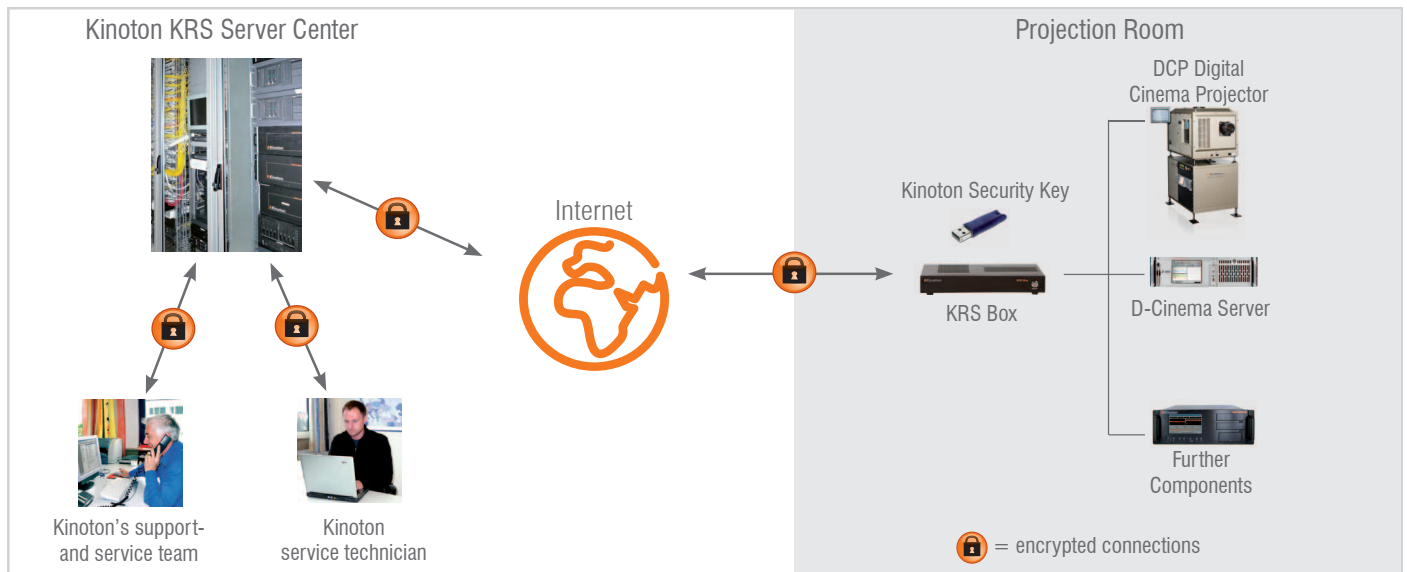 Kinoton KRS Server Center
Projection Room
DCP Digital
Cinema Projector
Kinoton Security Key
Internet
KRS Box
D-Cinema Server
Further
Components
Kinoton's support-
and service team
Kinoton
service technician
= encrypted connections